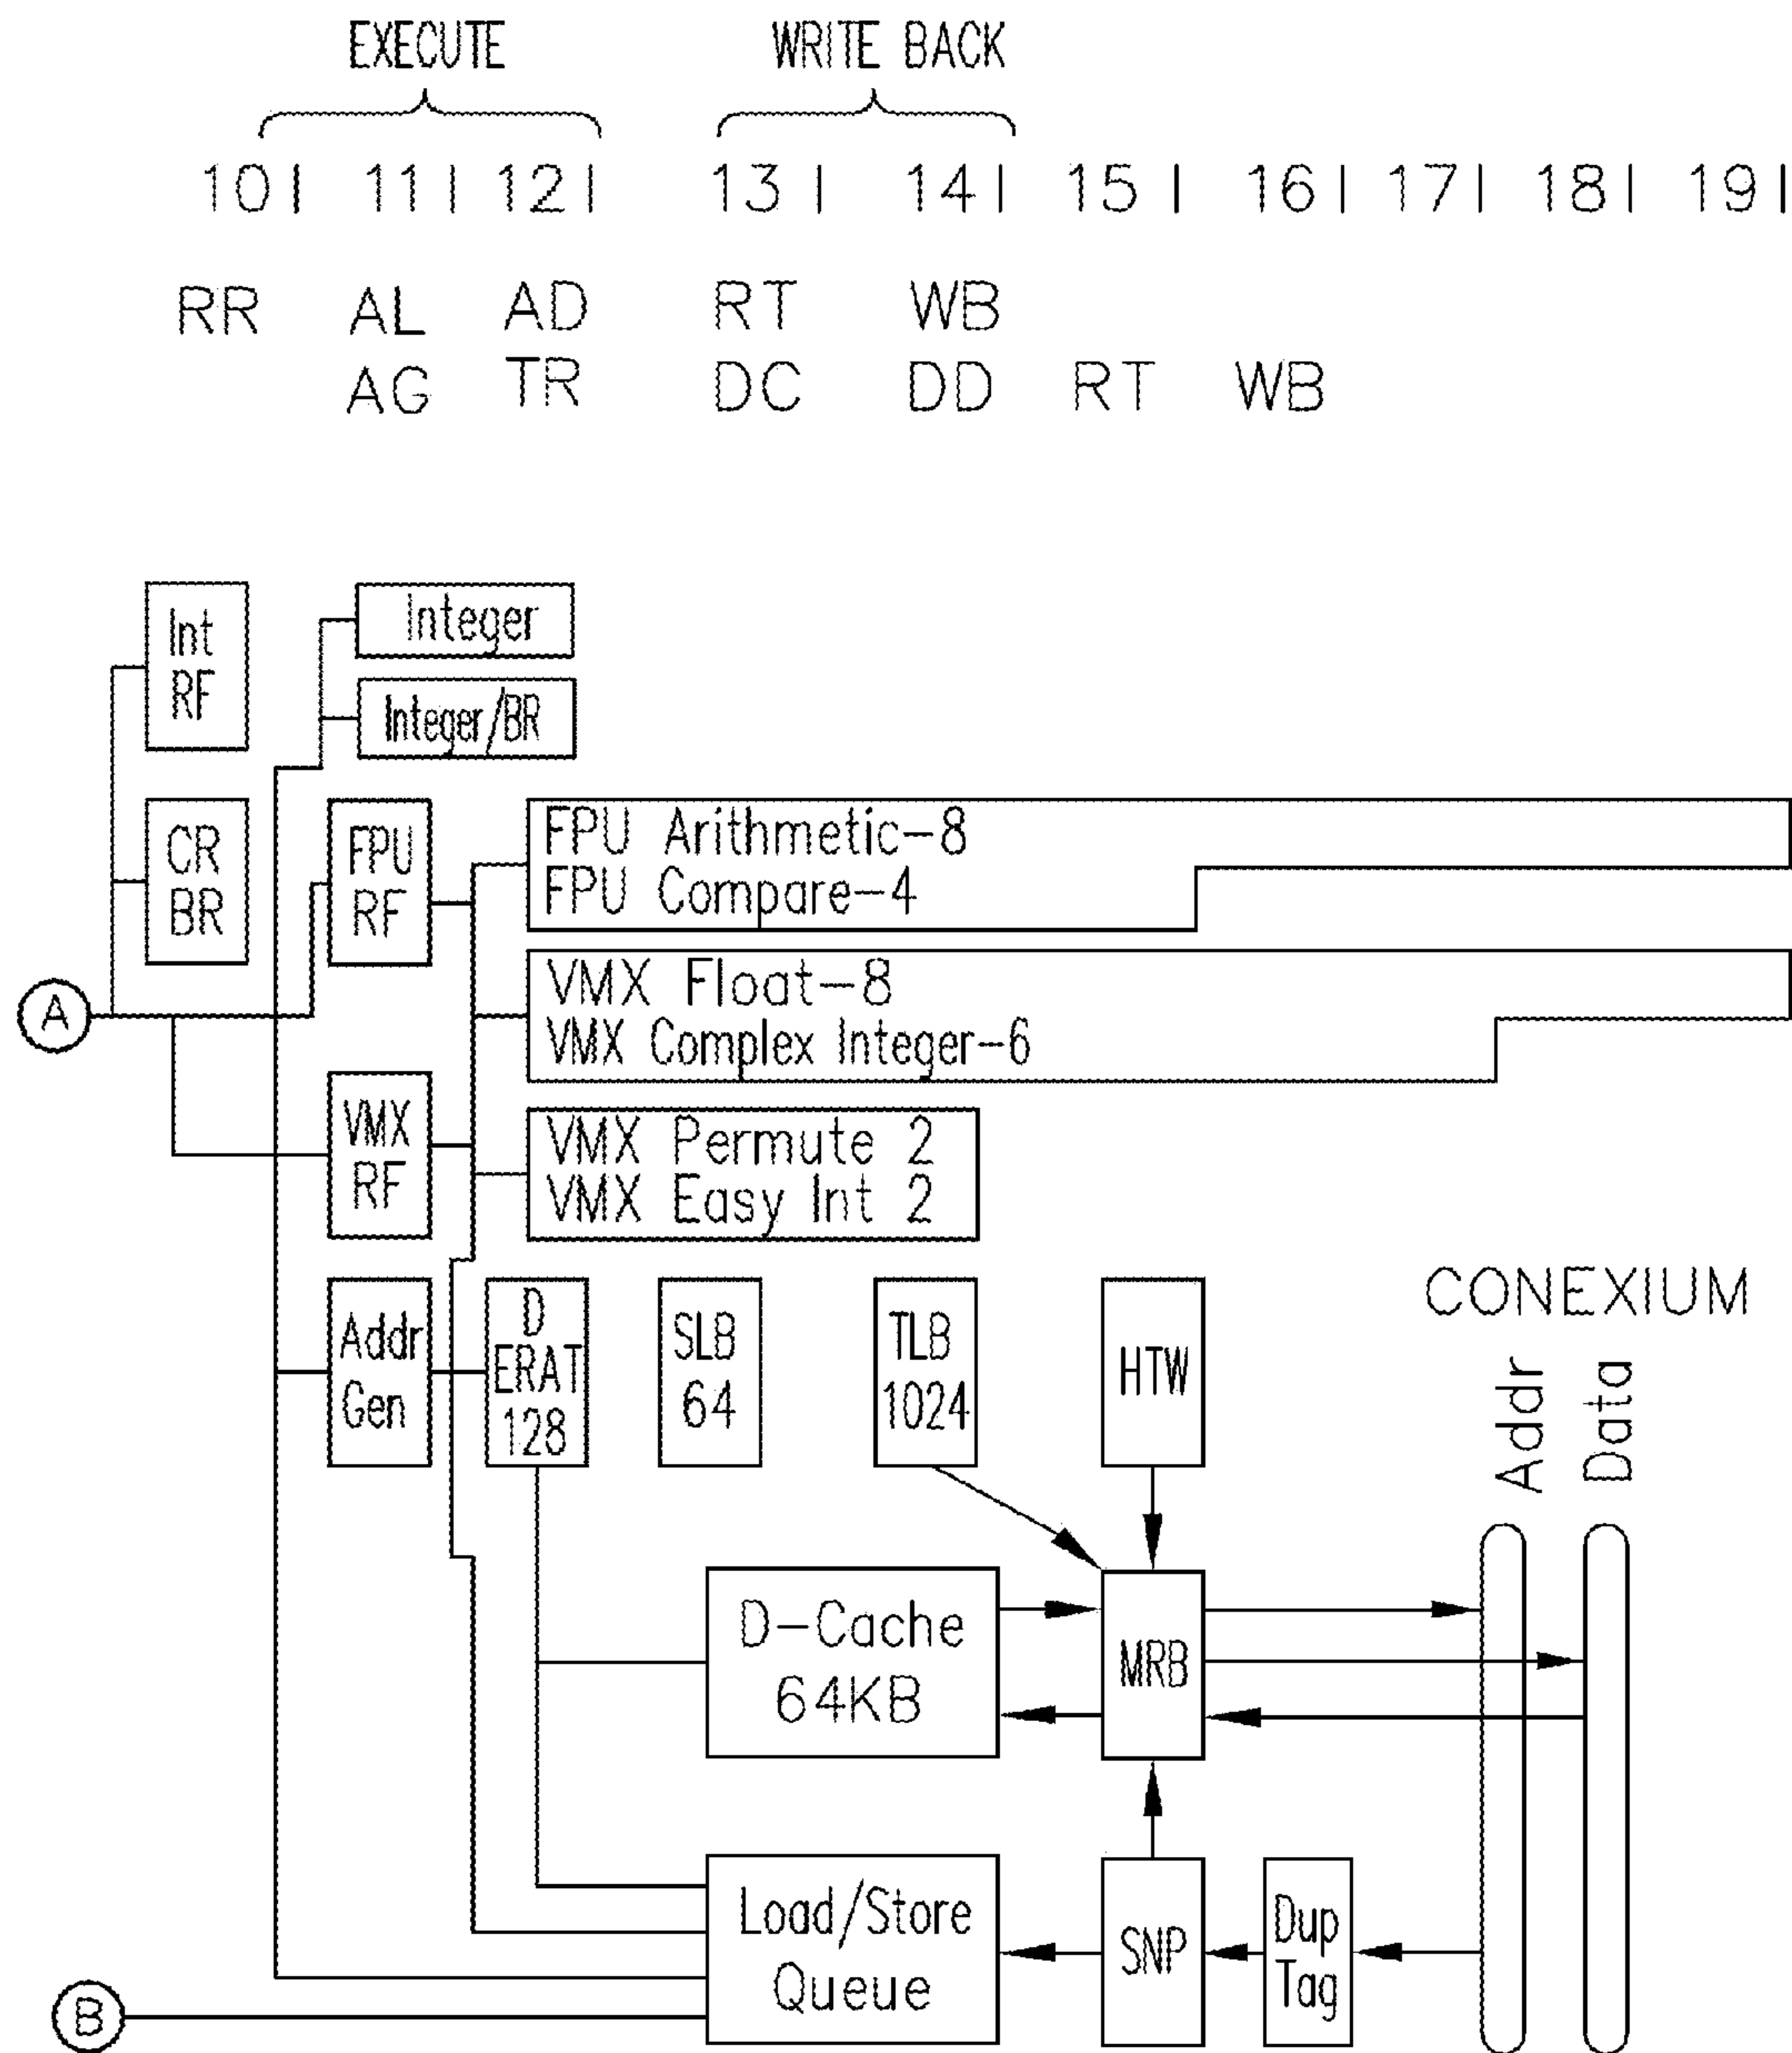 EXECUTE WRITE BACK
10| 11| 12| 13| 14| 15| 16| 17| 18| 19|
RR AL AD RT WB
AG TR DC DD RT WB
Int
RF
Integer
Integer/BR
CR
BR
FPU
RF
FPU Arithmetic-8
FPU Compare-4
A
VMX Float-8
VMX Complex Integer-6
VMX
RF
VMX Permute 2
VMX Easy Int 2
CONEXIUM
Addr
Gen
D
ERAT
128
SLB
64
TLB
1024
HTW
Addr
Data
D-Cache
64KB
MRB
Load/Store
Queue
SNP
Dup
Tag
B